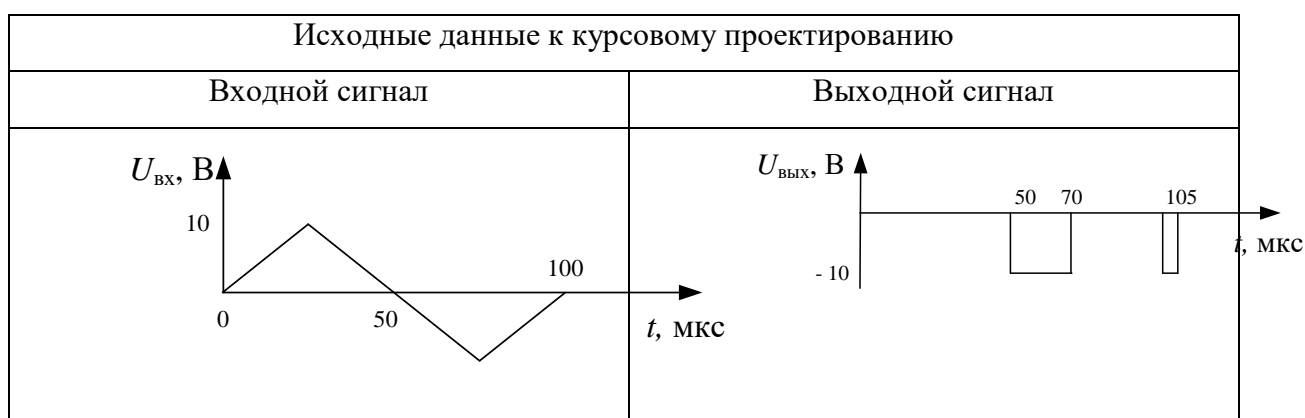 Исходные данные к курсовому проектированию
Входной сигнал
Выходной сигнал
Uвх, В
10
100
0
50
t, мкс
Uвых, В
50
70
105
t, мкс
- 10